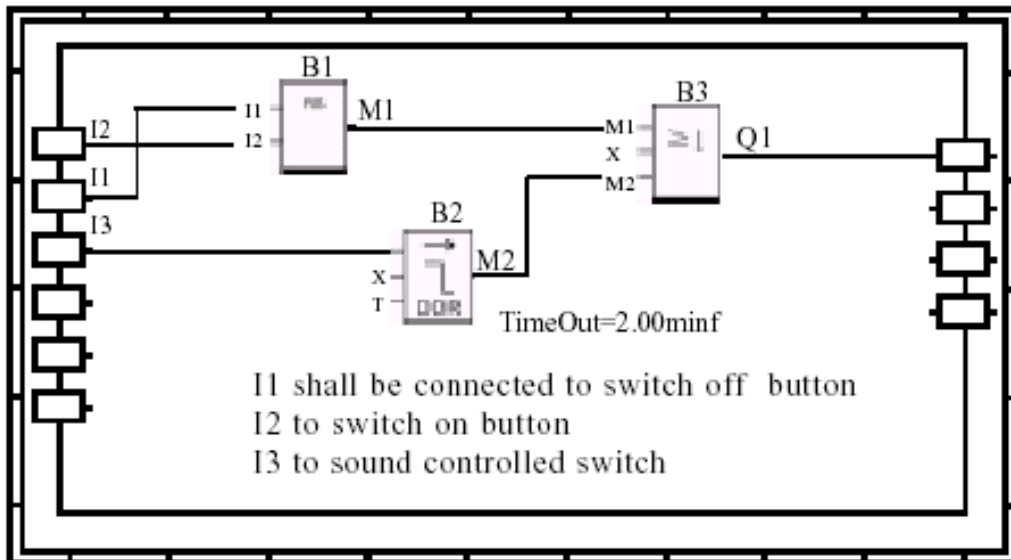 B1
I1
M1
I2
B3
M1
X
M2
≥1
Q1
I2
I1
I3
B2
X
T
M2
TimeOut=2.00minf
I1 shall be connected to switch off button
I2 to switch on button
I3 to sound controlled switch